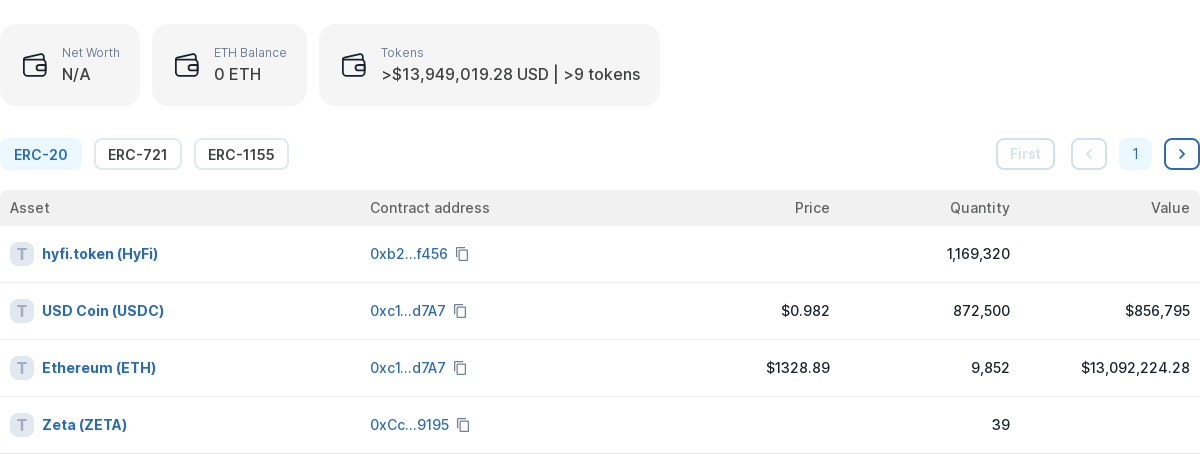 Net Worth
N/A
ETH Balance
0 ETH
Tokens
>$13,949,019.28 USD | >9 tokens
ERC-20 ERC-721 ERC-1155 First 1
Asset Contract address Price Quantity Value
T hyfi.token (HyFi) 0xb2...f456 1,169,320
T USD Coin (USDC) 0xc1...d7A7 $0.982 872,500 $856,795
T Ethereum (ETH) 0xc1...d7A7 $1328.89 9,852 $13,092,224.28
T Zeta (ZETA) 0xCc...9195 39